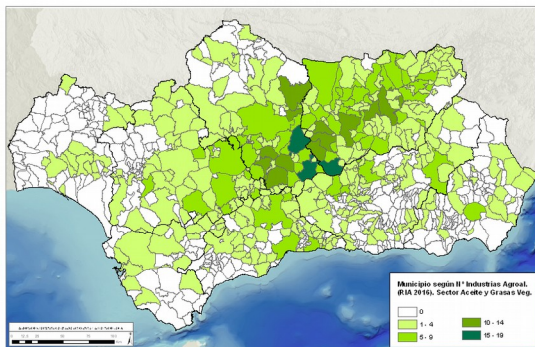 Municipio según Nº Industrias Agroal.
(RIA 2016). Sector Aceite y Grasas Veg.
0
1 - 4
5 - 9
10 - 14
15 - 19